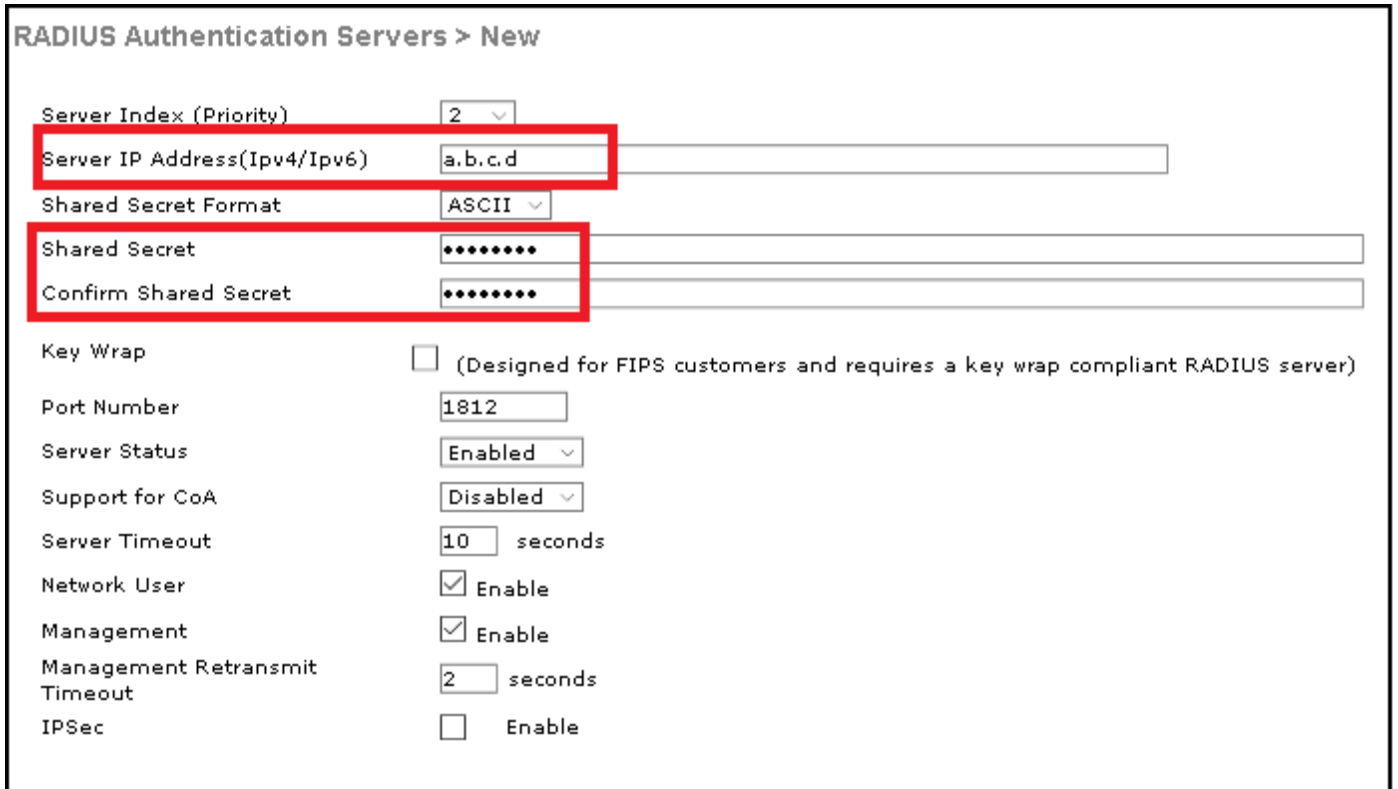 RADIUS Authentication Servers > New
Server Index (Priority) 2
Server IP Address(Ipv4/Ipv6) a.b.c.d
Shared Secret Format ASCII
Shared Secret ••••••••
Confirm Shared Secret ••••••••
Key Wrap (Designed for FIPS customers and requires a key wrap compliant RADIUS server)
Port Number 1812
Server Status Enabled
Support for CoA Disabled
Server Timeout 10 seconds
Network User Enable
Management Enable
Management Retransmit
Timeout 2 seconds
IPSec Enable